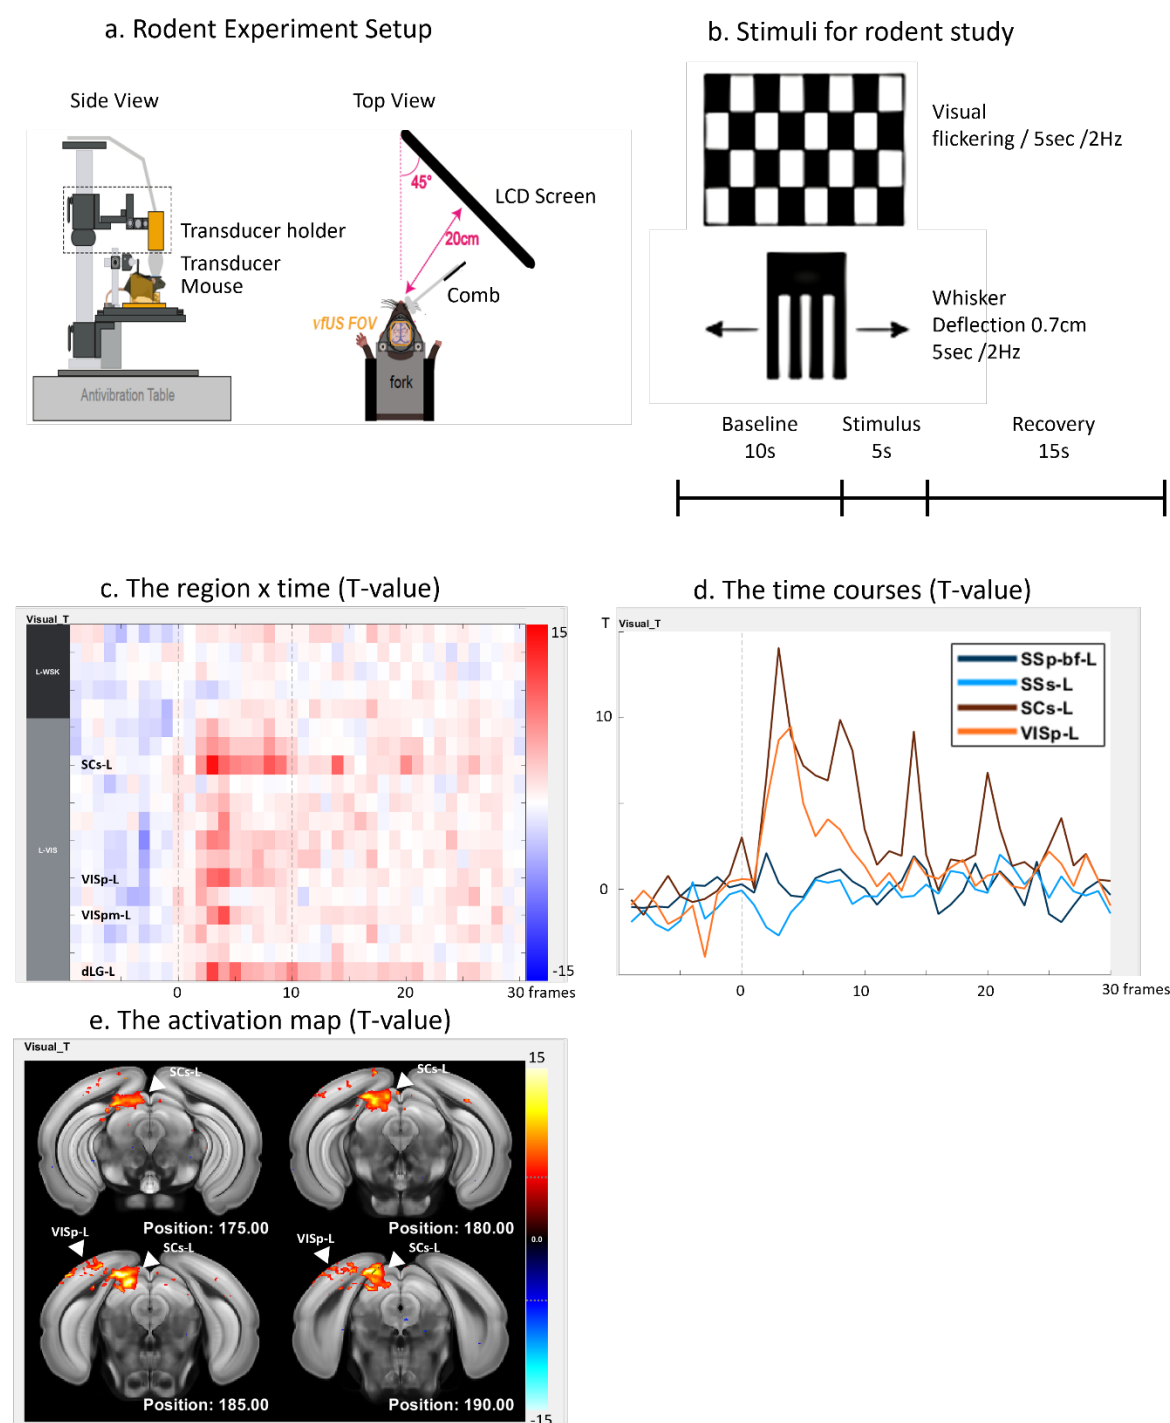 a. Rodent Experiment Setup
Side View
Top View
45°
LCD Screen
20cm
Transducer holder
Transducer
Mouse
Comb
vfUS FOV
fork
Antivibration Table
b. Stimuli for rodent study
Visual
flickering / 5sec /2Hz
Whisker
Deflection 0.7cm
5sec /2Hz
Baseline
10s
Stimulus
5s
Recovery
15s
c. The region x time (T-value)
Visual_T
L-WSK
L-VIS
SCs-L
VISp-L
VISpm-L
dLG-L
15
-15
0
10
20
30 frames
d. The time courses (T-value)
T
Visual_T
SSp-bf-L
SSs-L
SCs-L
VISp-L
10
0
0
10
20
30 frames
e. The activation map (T-value)
Visual_T
15
SCs-L
SCs-L
Position: 175.00
Position: 180.00
VISp-L
SCs-L
VISp-L
SCs-L
0.0
Position: 185.00
Position: 190.00
-15